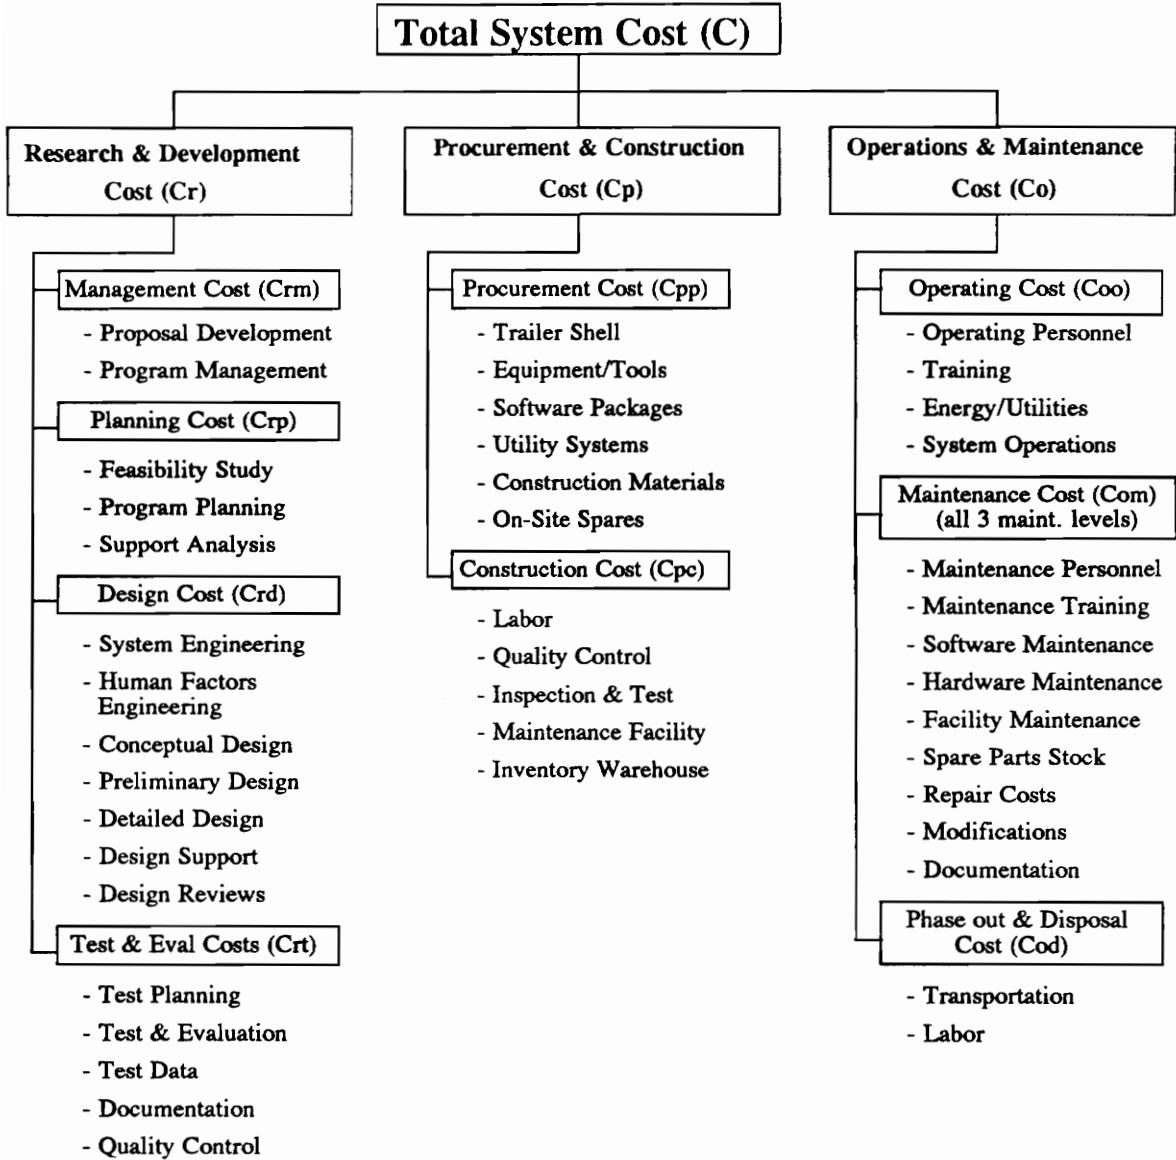 Total System Cost (C)
Research & Development
Cost (Cr)
Management Cost (Crm)
- Proposal Development
- Program Management
Planning Cost (Crp)
- Feasibility Study
- Program Planning
- Support Analysis
Design Cost (Crd)
- System Engineering
- Human Factors
Engineering
- Conceptual Design
- Preliminary Design
- Detailed Design
- Design Support
- Design Reviews
Test & Eval Costs (Crt)
- Test Planning
- Test & Evaluation
- Test Data
- Documentation
- Quality Control
Procurement & Construction
Cost (Cp)
Procurement Cost (Cpp)
- Trailer Shell
- Equipment/Tools
- Software Packages
- Utility Systems
- Construction Materials
- On-Site Spares
Construction Cost (Cpc)
- Labor
- Quality Control
- Inspection & Test
- Maintenance Facility
- Inventory Warehouse
Operations & Maintenance
Cost (Co)
Operating Cost (Coo)
- Operating Personnel
- Training
- Energy/Utilities
- System Operations
Maintenance Cost (Com)
(all 3 maint. levels)
- Maintenance Personnel
- Maintenance Training
- Software Maintenance
- Hardware Maintenance
- Facility Maintenance
- Spare Parts Stock
- Repair Costs
- Modifications
- Documentation
Phase out & Disposal
Cost (Cod)
- Transportation
- Labor